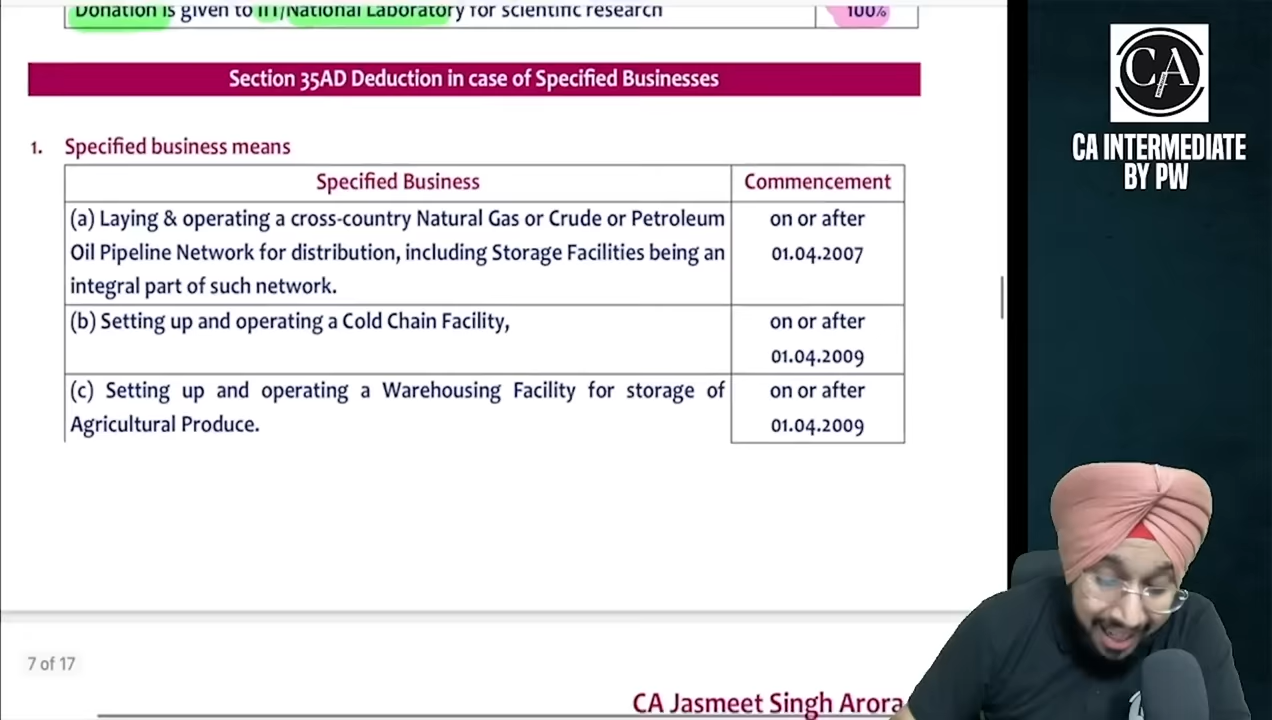 Donation is given to IIT/National Laboratory for scientific research 100%
Section 35AD Deduction in case of Specified Businesses
1. Specified business means
Specified Business Commencement
(a) Laying & operating a cross-country Natural Gas or Crude or Petroleum on or after
Oil Pipeline Network for distribution, including Storage Facilities being an 01.04.2007
integral part of such network.
(b) Setting up and operating a Cold Chain Facility, on or after
01.04.2009
(c) Setting up and operating a Warehousing Facility for storage of on or after
Agricultural Produce. 01.04.2009
7 of 17
CA Jasmeet Singh Arora
CA
CA INTERMEDIATE
BY PW